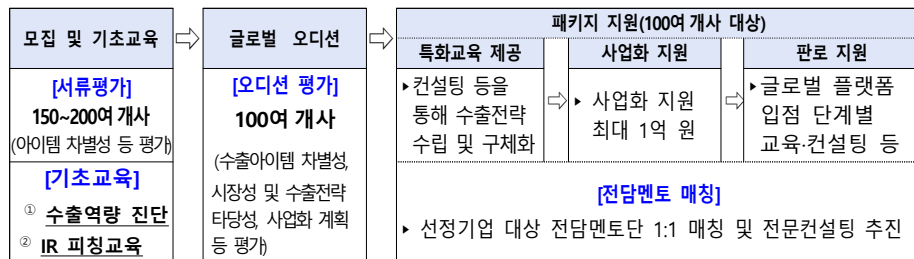 모집 및 기초교육
[서류평가]
150~200여 개사
(아이템 차별성 등 평가)
[기초교육]
① 수출역량 진단
② IR 피칭교육
글로벌 오디션
[오디션 평가]
100여 개사
(수출아이템 차별성,
시장성 및 수출전략
타당성, 사업화 계획
등 평가)
패키지 지원(100여 개사 대상)
특화교육 제공
▸컨설팅 등을
통해 수출전략
수립 및 구체화
사업화 지원
▸ 사업화 지원
최대 1억 원
판로 지원
▸글로벌 플랫폼
입점 단계별
교육·컨설팅 등
[전담멘토 매칭]
▸ 선정기업 대상 전담멘토단 1:1 매칭 및 전문컨설팅 추진